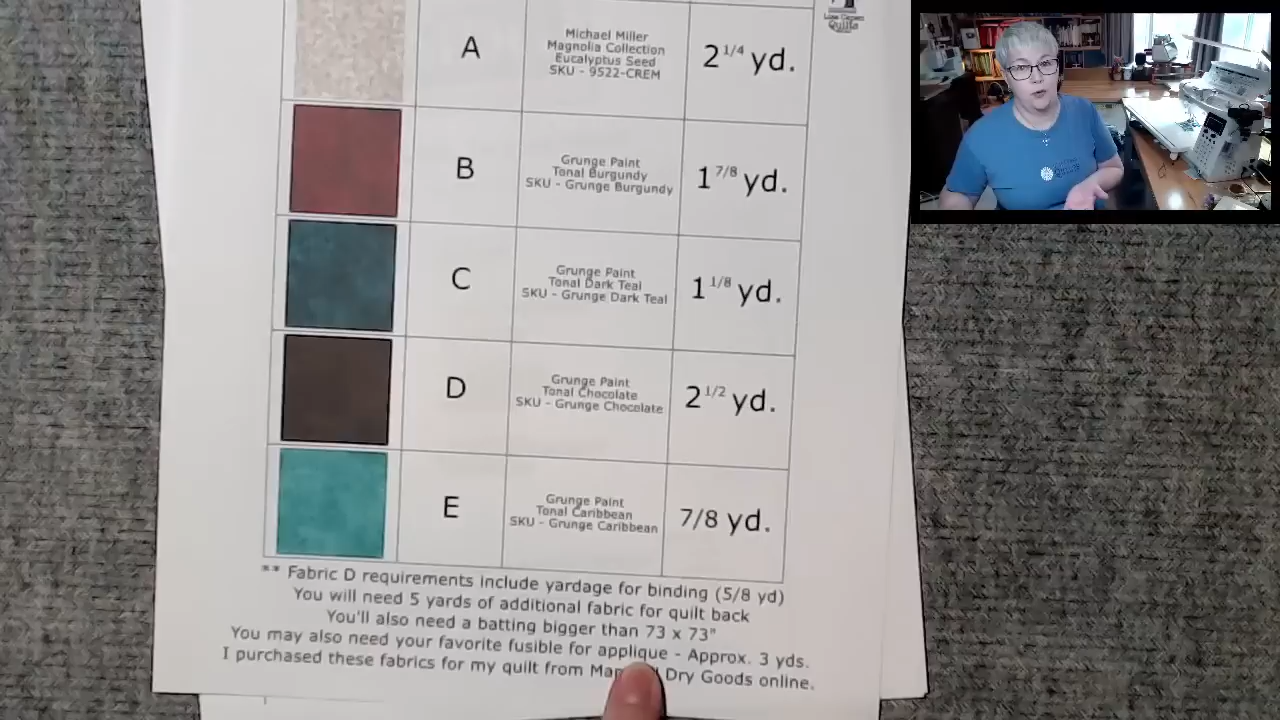 Quilts
A
Michael Miller
Magnolia Collection
Eucalyptus Seed
SKU - 9522-CREM
2 1/4 yd.
B
Grunge Paint
Tonal Burgundy
SKU - Grunge Burgundy
1 7/8 yd.
C
Grunge Paint
Tonal Dark Teal
SKU - Grunge Dark Teal
1 1/8 yd.
D
Grunge Paint
Tonal Chocolate
SKU - Grunge Chocolate
2 1/2 yd.
E
Grunge Paint
Tonal Caribbean
SKU - Grunge Caribbean
7/8 yd.
** Fabric D requirements include yardage for binding (5/8 yd)
You will need 5 yards of additional fabric for quilt back
You'll also need a batting bigger than 73 x 73"
You may also need your favorite fusible for applique - Approx. 3 yds.
I purchased these fabrics for my quilt from Dry Goods online.